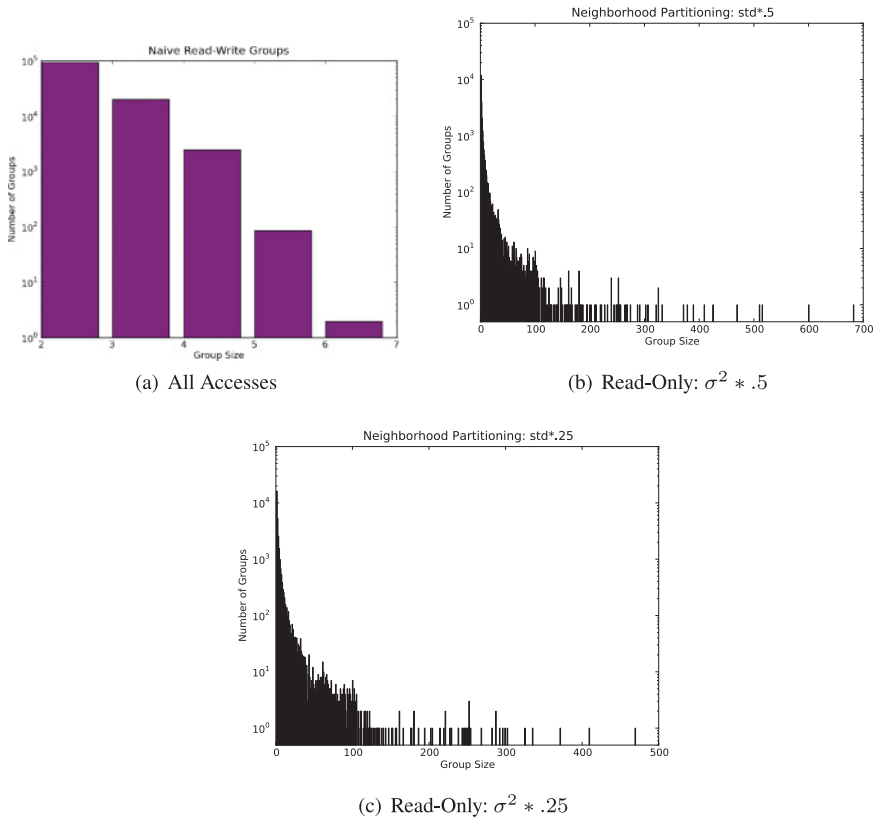 Naive Read-Write Groups
Number of Groups
10^5
10^4
10^3
10^2
10^1
10^0
2 3 4 5 6 7
Group Size
(a) All Accesses
Neighborhood Partitioning: std*.5
Number of Groups
10^5
10^4
10^3
10^2
10^1
10^0
0 100 200 300 400 500 600 700
Group Size
(b) Read-Only: σ² ∗ .5
Neighborhood Partitioning: std*.25
Number of Groups
10^5
10^4
10^3
10^2
10^1
10^0
0 100 200 300 400 500
Group Size
(c) Read-Only: σ² ∗ .25